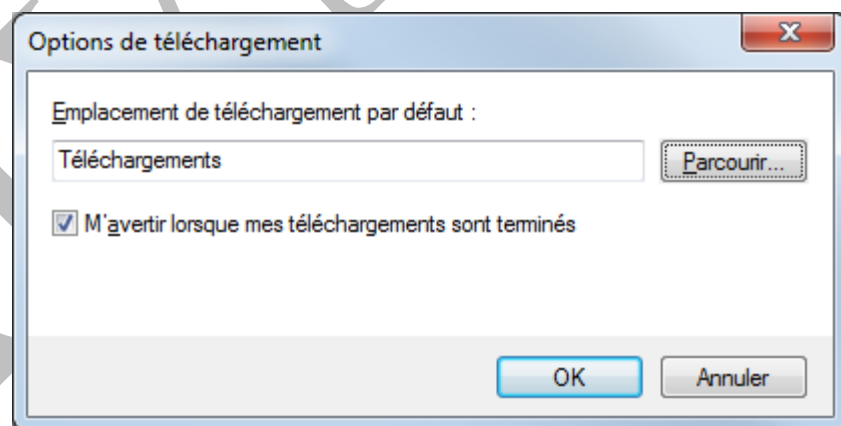 Options de téléchargement
Emplacement de téléchargement par défaut :
Téléchargements
Parcourir...
M'avertir lorsque mes téléchargements sont terminés
OK
Annuler